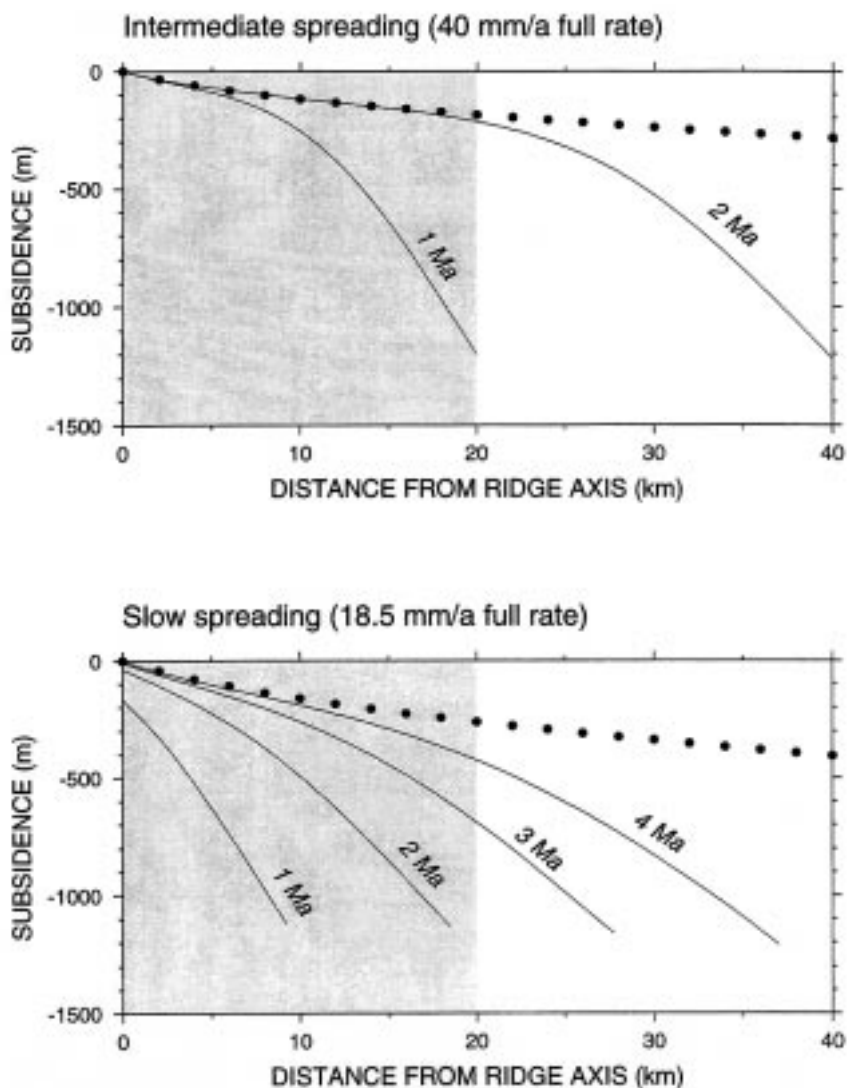 Intermediate spreading (40 mm/a full rate)
0
-500
-1000
-1500
SUBSIDENCE (m)
1 Ma
2 Ma
0 10 20 30 40
DISTANCE FROM RIDGE AXIS (km)
Slow spreading (18.5 mm/a full rate)
0
-500
-1000
-1500
SUBSIDENCE (m)
1 Ma
2 Ma
3 Ma
4 Ma
0 10 20 30 40
DISTANCE FROM RIDGE AXIS (km)